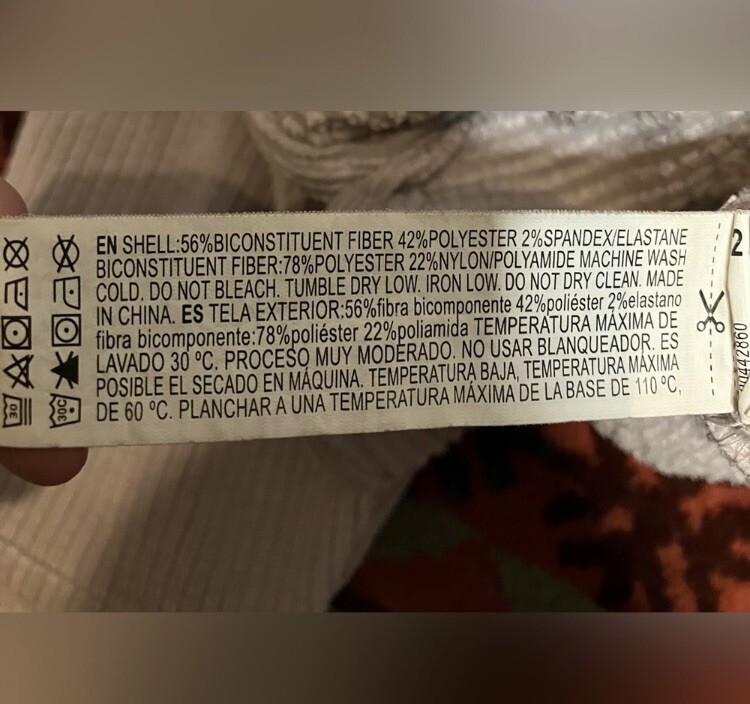 EN SHELL:56%BICONSTITUENT FIBER 42%POLYESTER 2%SPANDEX/ELASTANE
BICONSTITUENT FIBER:78%POLYESTER 22%NYLON/POLYAMIDE MACHINE WASH
COLD. DO NOT BLEACH. TUMBLE DRY LOW. IRON LOW. DO NOT DRY CLEAN. MADE
IN CHINA. ES TELA EXTERIOR:56%fibra bicomponente 42%poliéster 2%elastano
fibra bicomponente:78%poliéster 22%poliamida TEMPERATURA MÁXIMA DE
LAVADO 30 ºC. PROCESO MUY MODERADO. NO USAR BLANQUEADOR. ES
POSIBLE EL SECADO EN MÁQUINA. TEMPERATURA BAJA, TEMPERATURA MÁXIMA
DE 60 ºC. PLANCHAR A UNA TEMPERATURA MÁXIMA DE LA BASE DE 110 ºC,
30
30C
2